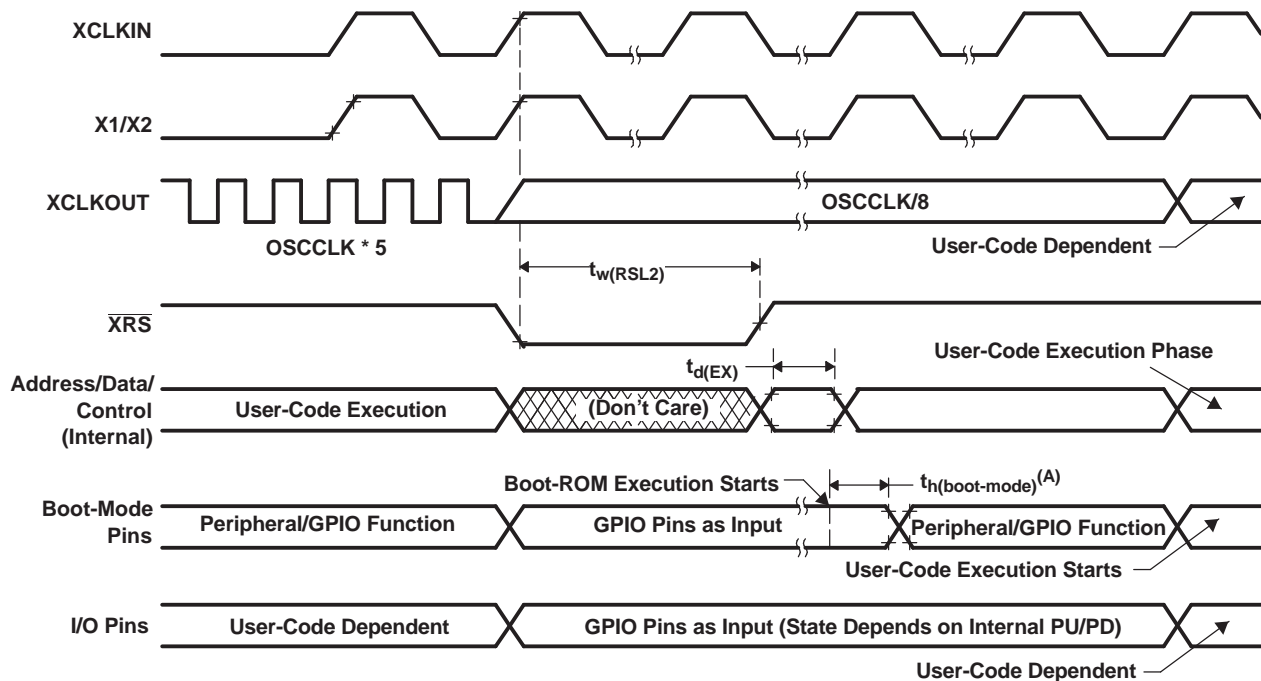 XCLKIN
X1/X2
XCLKOUT
OSCCLK/8
OSCCLK * 5
User-Code Dependent
tw(RSL2)
XRS
User-Code Execution Phase
td(EX)
Address/Data/
Control
(Internal)
User-Code Execution
(Don't Care)
Boot-ROM Execution Starts
th(boot-mode)(A)
Boot-Mode
Pins
Peripheral/GPIO Function
GPIO Pins as Input
Peripheral/GPIO Function
User-Code Execution Starts
I/O Pins
User-Code Dependent
GPIO Pins as Input (State Depends on Internal PU/PD)
User-Code Dependent